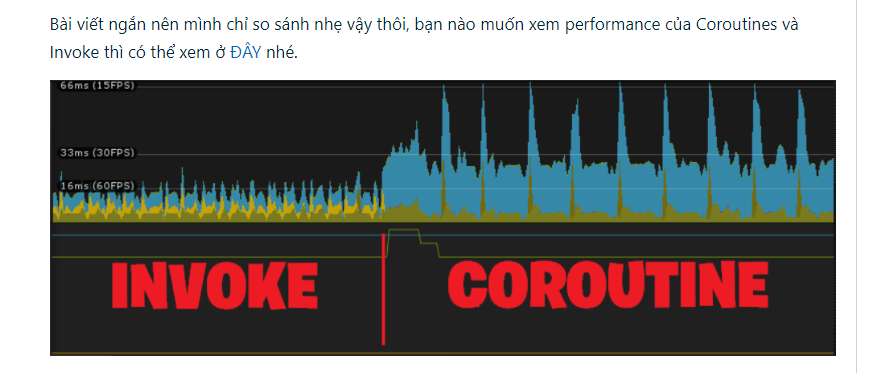 Bài viết ngắn nên mình chỉ so sánh nhẹ vậy thôi, bạn nào muốn xem performance của Coroutines và
Invoke thì có thể xem ở ĐÂY nhé.
66ms (15FPS)
33ms (30FPS)
16ms (60FPS)
INVOKE COROUTINE